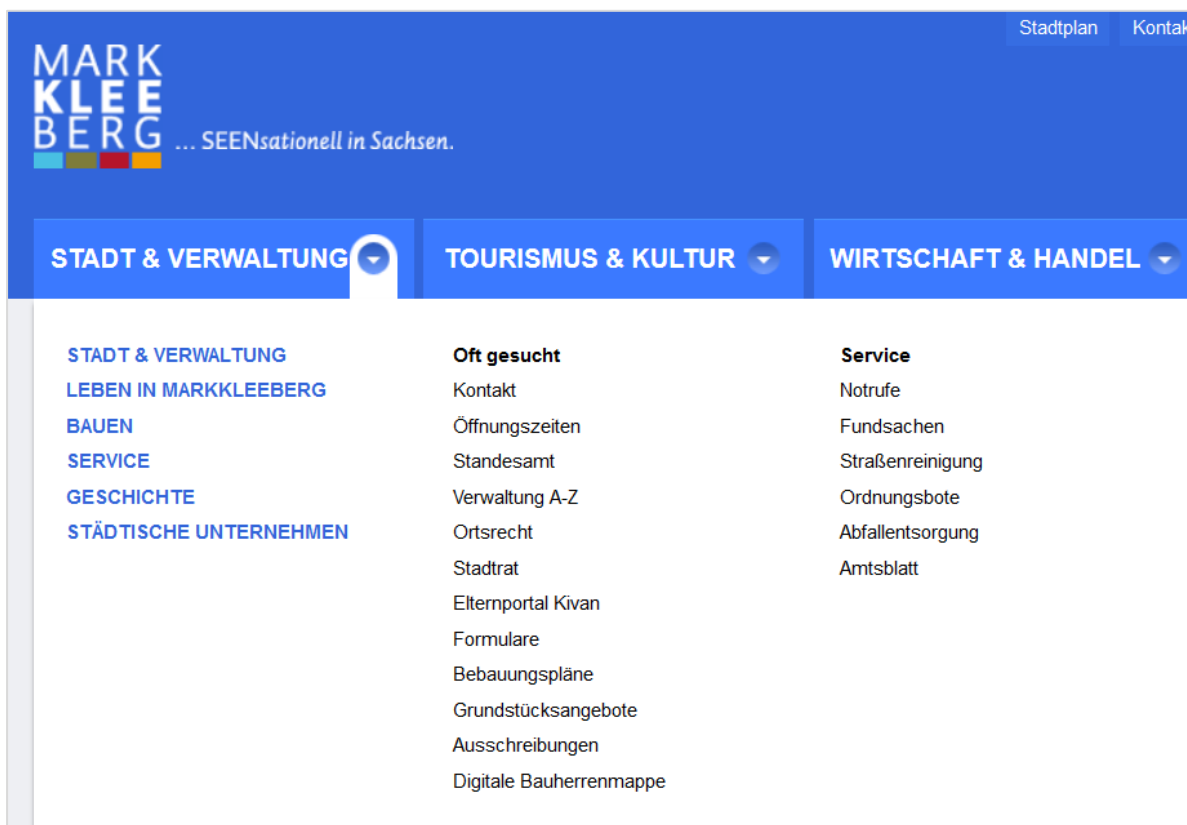 Stadtplan Kontak
MARK
KLEE
BERG ... SEENsationell in Sachsen.
STADT & VERWALTUNG TOURISMUS & KULTUR WIRTSCHAFT & HANDEL
STADT & VERWALTUNG
LEBEN IN MARKKLEEBERG
BAUEN
SERVICE
GESCHICHTE
STÄDTISCHE UNTERNEHMEN
Oft gesucht
Kontakt
Öffnungszeiten
Standesamt
Verwaltung A-Z
Ortsrecht
Stadtrat
Elternportal Kivan
Formulare
Bebauungspläne
Grundstücksangebote
Ausschreibungen
Digitale Bauherrenmappe
Service
Notrufe
Fundsachen
Straßenreinigung
Ordnungsbote
Abfallentsorgung
Amtsblatt